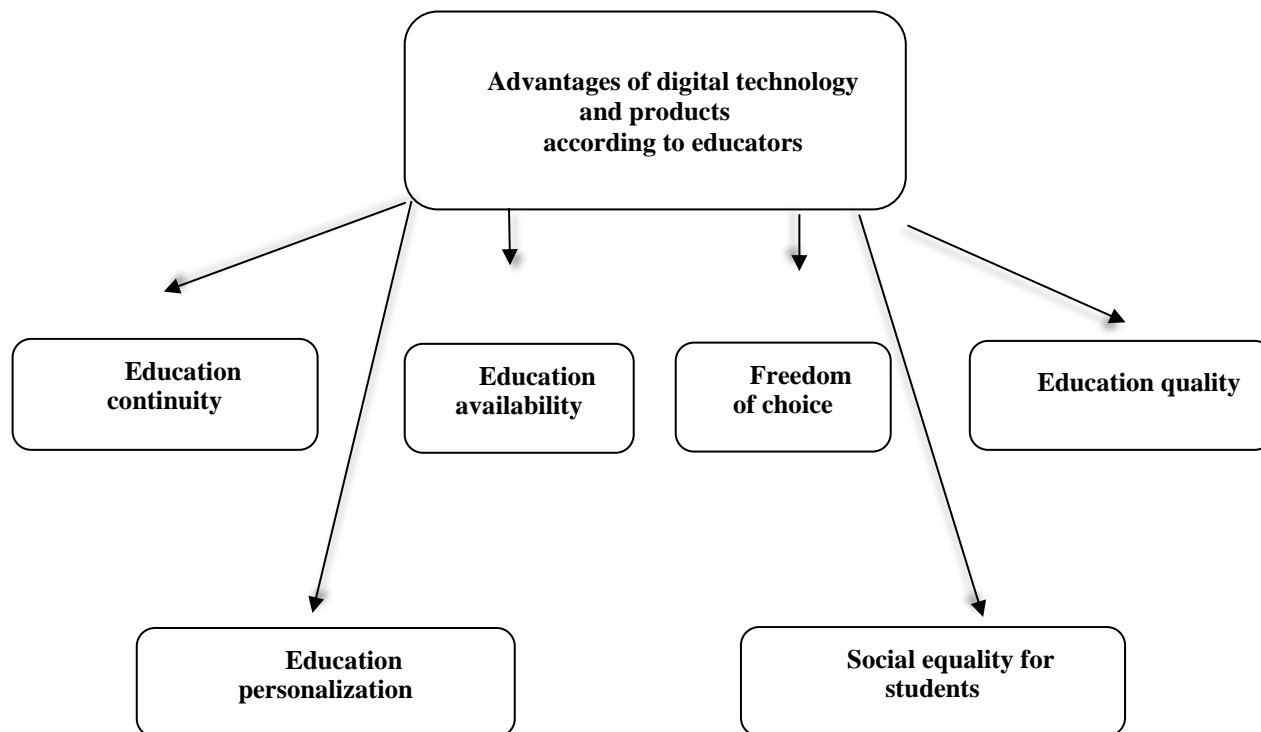 Advantages of digital technology
and products
according to educators
Education
continuity
Education
availability
Freedom
of choice
Education quality
Education
personalization
Social equality for
students